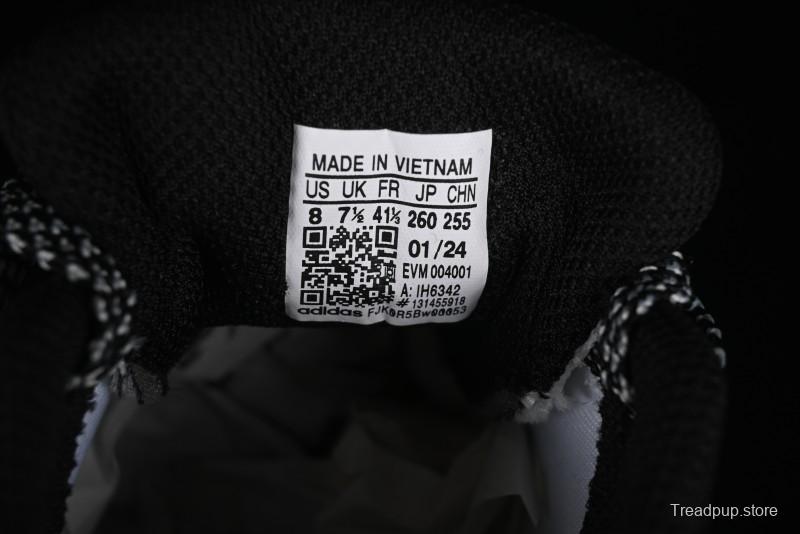 MADE IN VIETNAM
US UK FR JP CHN
8 7½ 41⅓ 260 255
01/24
EVM 004001
A: IH6342
# 131455918
adidas FJK0R5Bw00053
Treadpup.store